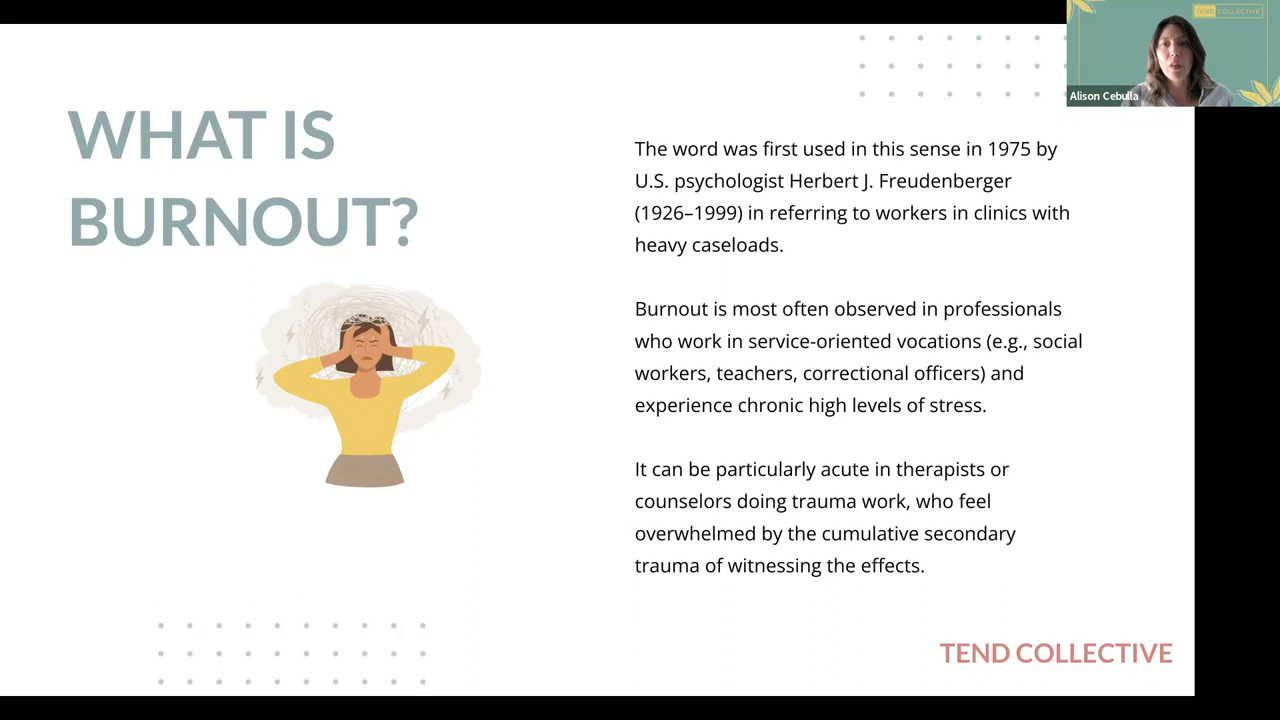 TEND COLLECTIVE
Alison Cebulla
WHAT IS
BURNOUT?
The word was first used in this sense in 1975 by
U.S. psychologist Herbert J. Freudenberger
(1926–1999) in referring to workers in clinics with
heavy caseloads.
Burnout is most often observed in professionals
who work in service-oriented vocations (e.g., social
workers, teachers, correctional officers) and
experience chronic high levels of stress.
It can be particularly acute in therapists or
counselors doing trauma work, who feel
overwhelmed by the cumulative secondary
trauma of witnessing the effects.
TEND COLLECTIVE